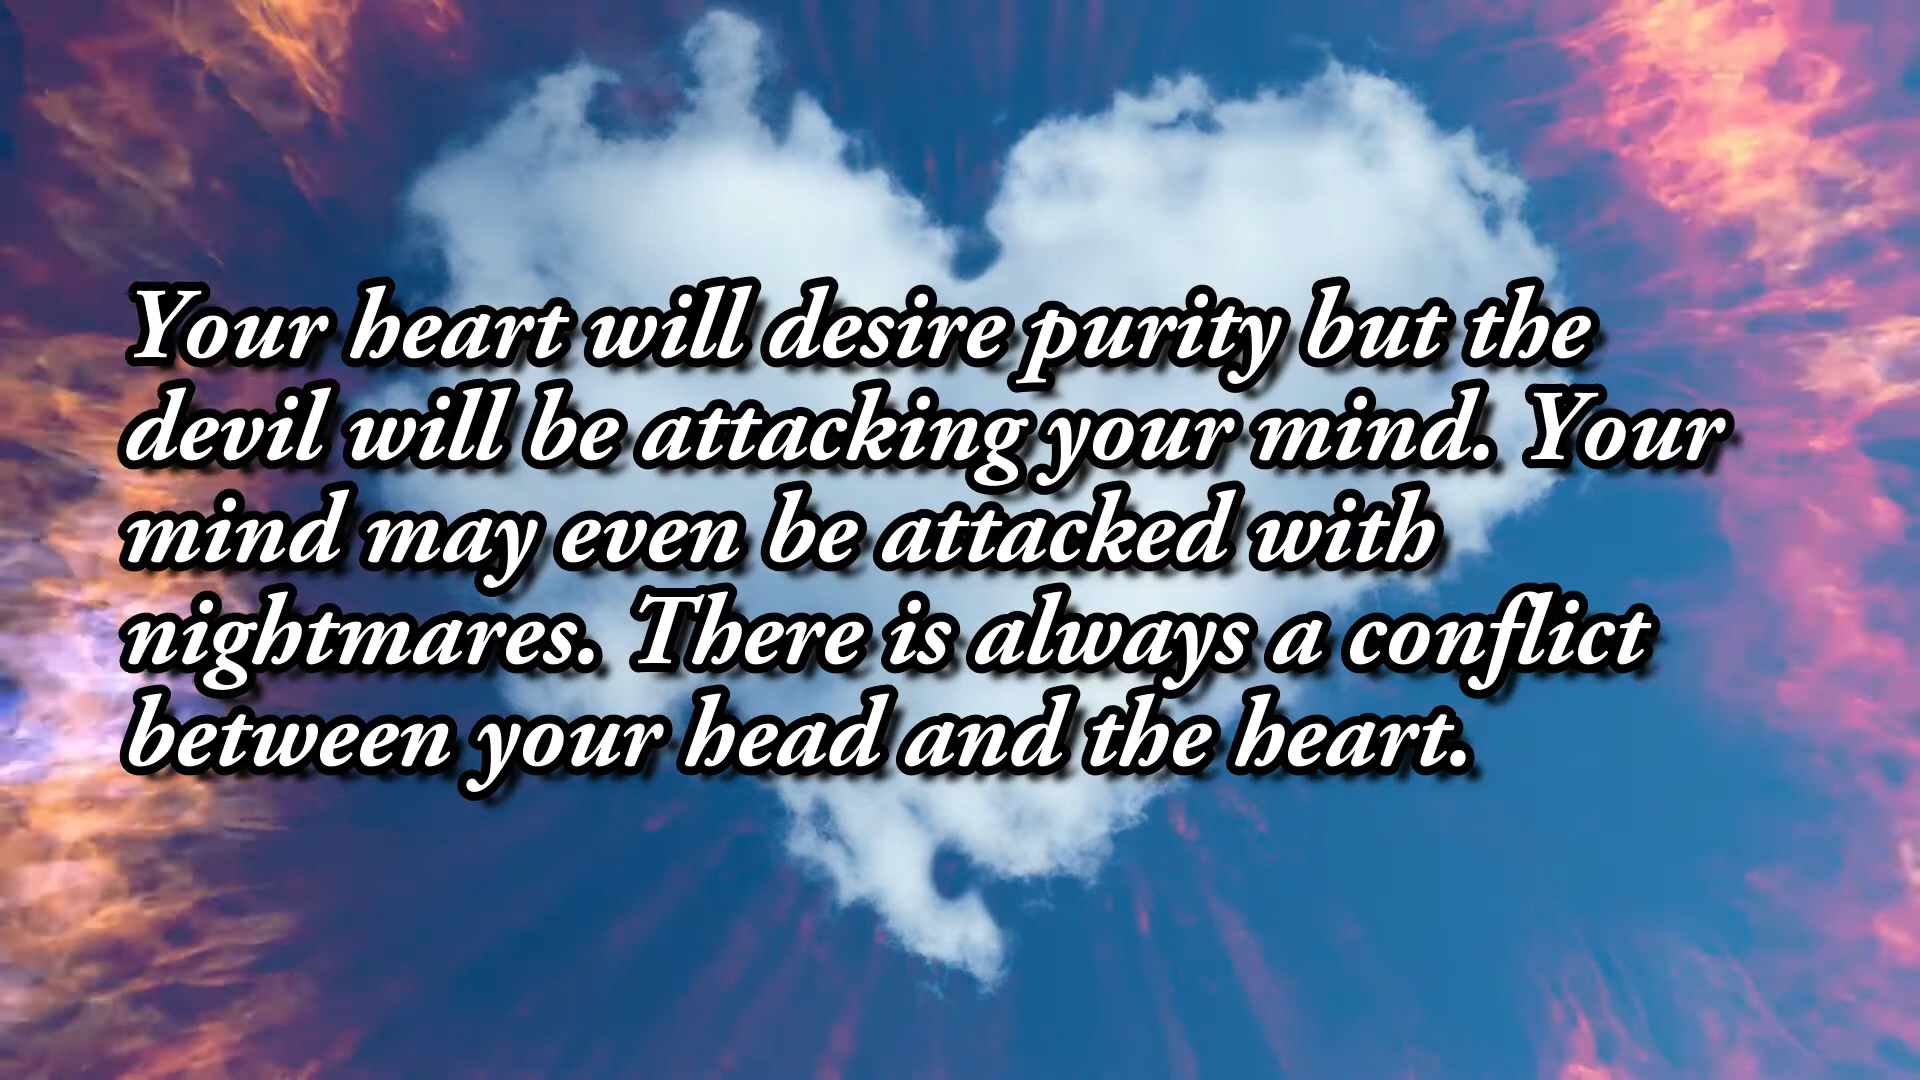 Your heart will desire purity but the
devil will be attacking your mind. Your
mind may even be attacked with
nightmares. There is always a conflict
between your head and the heart.